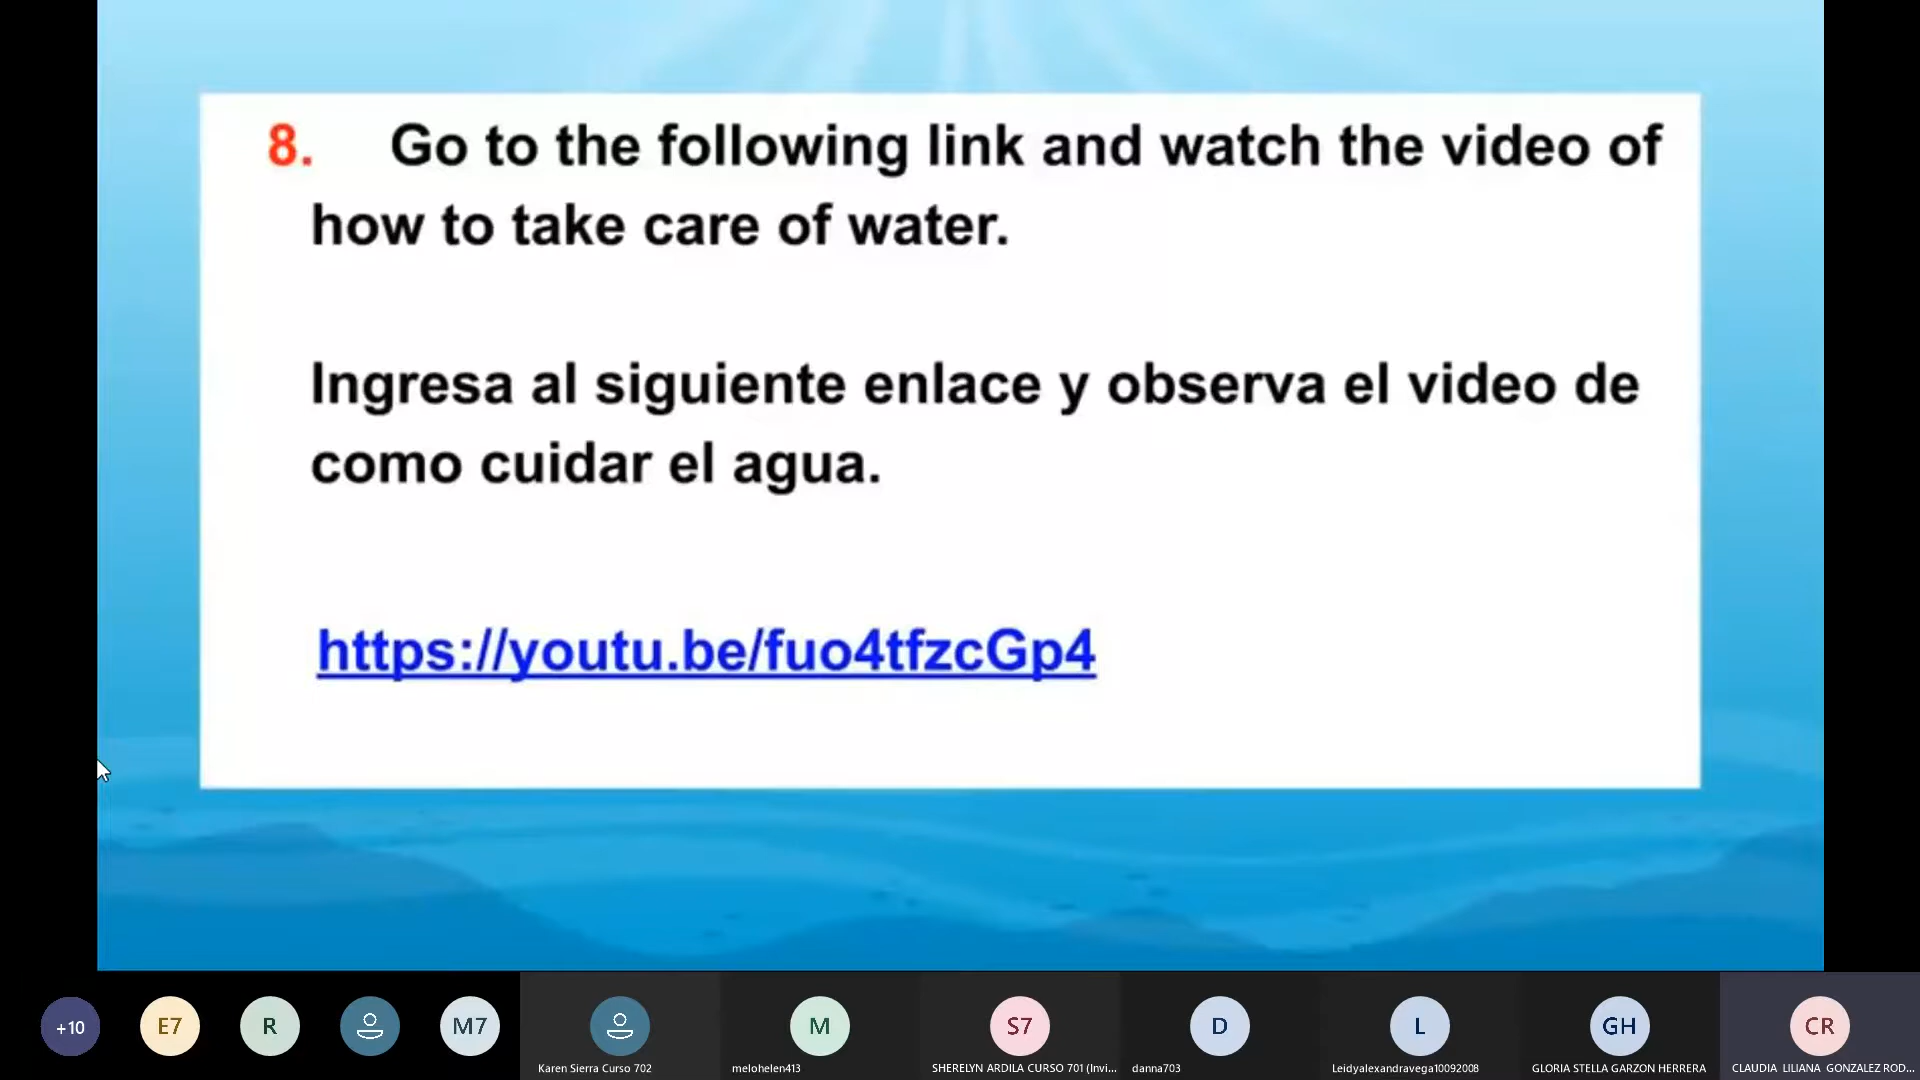 8. Go to the following link and watch the video of
how to take care of water.
Ingresa al siguiente enlace y observa el video de
como cuidar el agua.
https://youtu.be/fuo4tfzcGp4
+10 E7 R M7 M S7 D L GH CR
Karen Sierra Curso 702 melohelen413 SHERELYN ARDILA CURSO 701 (Invi... danna703 Leidyalexandravega10092008 GLORIA STELLA GARZON HERRERA CLAUDIA LILIANA GONZALEZ ROD...